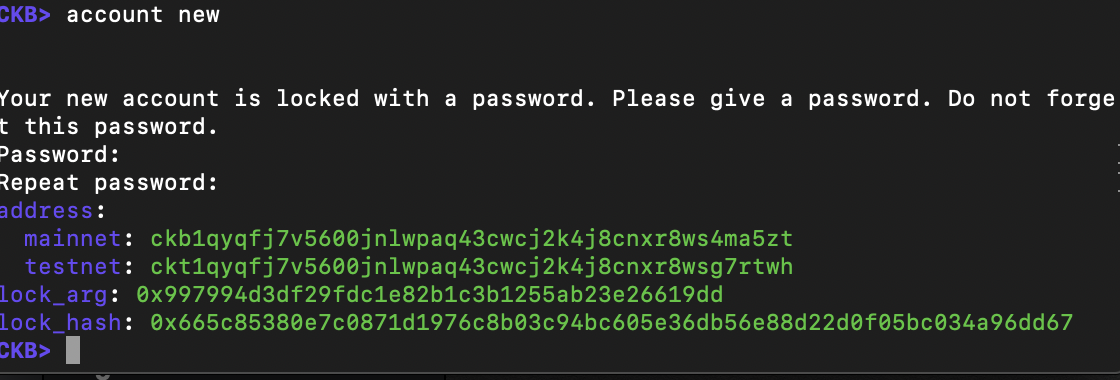 CKB> account new
Your new account is locked with a password. Please give a password. Do not forge
t this password.
Password:
Repeat password:
address:
  mainnet: ckb1qyqfj7v5600jnlwpaq43cwcj2k4j8cnxr8ws4ma5zt
  testnet: ckt1qyqfj7v5600jnlwpaq43cwcj2k4j8cnxr8wsg7rtwh
lock_arg: 0x997994d3df29fdc1e82b1c3b1255ab23e26619dd
lock_hash: 0x665c85380e7c0871d1976c8b03c94bc605e36db56e88d22d0f05bc034a96dd67
CKB>